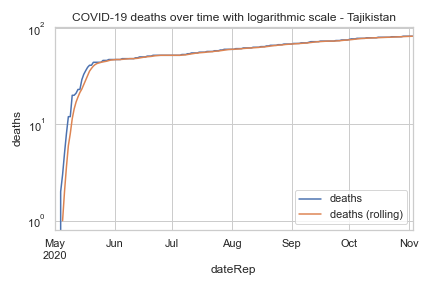 COVID-19 deaths over time with logarithmic scale - Tajikistan
10²
10¹
10⁰
deaths
deaths
deaths (rolling)
May Jun Jul Aug Sep Oct Nov
2020
dateRep